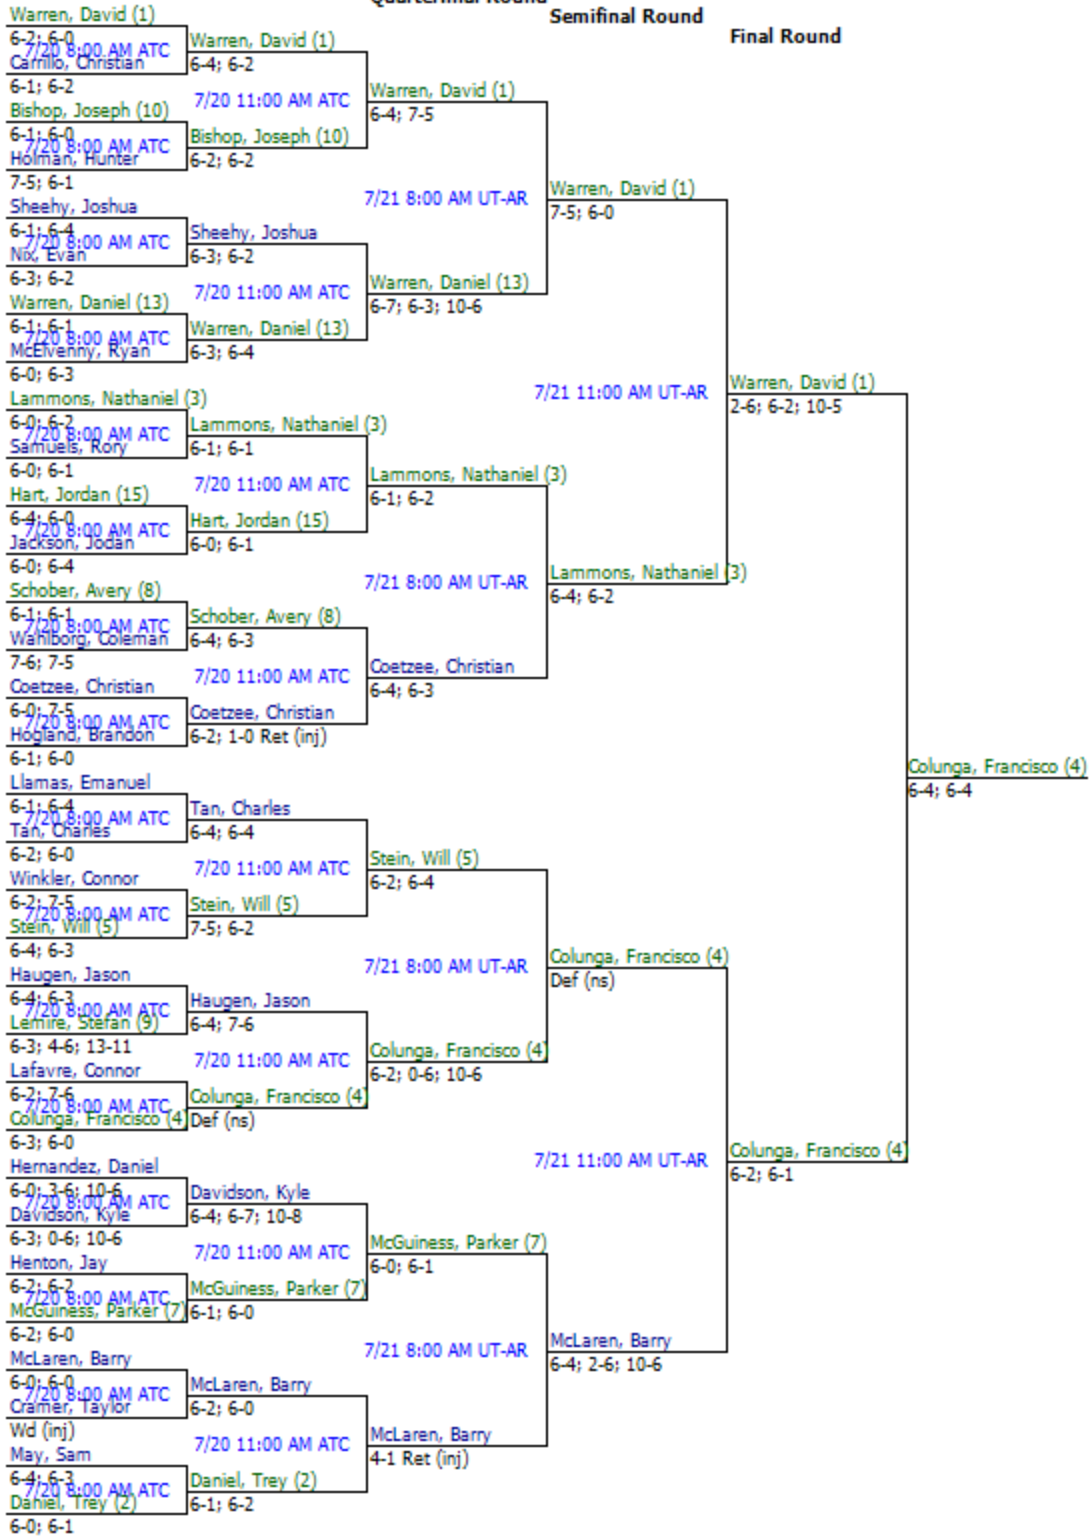 Quarterfinal Round
Semifinal Round
Final Round
Warren, David (1)
6-2; 6-0
7/20 8:00 AM ATC
Carrillo, Christian
6-1; 6-2
Bishop, Joseph (10)
6-1; 6-0
7/20 8:00 AM ATC
Holman, Hunter
7-5; 6-1
Sheehy, Joshua
6-1; 6-4
7/20 8:00 AM ATC
Nix, Evan
6-3; 6-2
Warren, Daniel (13)
6-1; 6-1
7/20 8:00 AM ATC
McElvenny, Ryan
6-0; 6-3
Lammons, Nathaniel (3)
6-0; 6-2
7/20 8:00 AM ATC
Samuels, Rory
6-0; 6-1
Hart, Jordan (15)
6-4; 6-0
7/20 8:00 AM ATC
Jackson, Jodan
6-0; 6-4
Schober, Avery (8)
6-1; 6-1
7/20 8:00 AM ATC
Wahlborg, Coleman
7-6; 7-5
Coetzee, Christian
6-0; 7-5
7/20 8:00 AM ATC
Hogland, Brandon
6-1; 6-0
Llamas, Emanuel
6-1; 6-4
7/20 8:00 AM ATC
Tan, Charles
6-2; 6-0
Winkler, Connor
6-2; 7-5
7/20 8:00 AM ATC
Stein, Will (5)
6-4; 6-3
Haugen, Jason
6-4; 6-3
7/20 8:00 AM ATC
Lemire, Stefan (9)
6-3; 4-6; 13-11
Lafavre, Connor
6-2; 7-6
7/20 8:00 AM ATC
Colunga, Francisco (4)
6-3; 6-0
Hernandez, Daniel
6-0; 3-6; 10-6
7/20 8:00 AM ATC
Davidson, Kyle
6-3; 0-6; 10-6
Henton, Jay
6-2; 6-2
7/20 8:00 AM ATC
McGuiness, Parker (7)
6-2; 6-0
McLaren, Barry
6-0; 6-0
7/20 8:00 AM ATC
Cramer, Taylor
Wd (inj)
May, Sam
6-4; 6-3
7/20 8:00 AM ATC
Daniel, Trey (2)
6-0; 6-1
Warren, David (1)
6-4; 6-2
7/20 11:00 AM ATC
Bishop, Joseph (10)
6-2; 6-2
Sheehy, Joshua
6-3; 6-2
7/20 11:00 AM ATC
Warren, Daniel (13)
6-3; 6-4
Lammons, Nathaniel (3)
6-1; 6-1
7/20 11:00 AM ATC
Hart, Jordan (15)
6-0; 6-1
Schober, Avery (8)
6-4; 6-3
7/20 11:00 AM ATC
Coetzee, Christian
6-2; 1-0 Ret (inj)
Tan, Charles
6-4; 6-4
7/20 11:00 AM ATC
Stein, Will (5)
7-5; 6-2
Haugen, Jason
6-4; 7-6
7/20 11:00 AM ATC
Colunga, Francisco (4)
Def (ns)
Davidson, Kyle
6-4; 6-7; 10-8
7/20 11:00 AM ATC
McGuiness, Parker (7)
6-1; 6-0
McLaren, Barry
6-2; 6-0
7/20 11:00 AM ATC
Daniel, Trey (2)
6-1; 6-2
Warren, David (1)
6-4; 7-5
7/21 8:00 AM UT-AR
Warren, Daniel (13)
6-7; 6-3; 10-6
Lammons, Nathaniel (3)
6-1; 6-2
7/21 8:00 AM UT-AR
Coetzee, Christian
6-4; 6-3
Stein, Will (5)
6-2; 6-4
7/21 8:00 AM UT-AR
Colunga, Francisco (4)
6-2; 0-6; 10-6
McGuiness, Parker (7)
6-0; 6-1
7/21 8:00 AM UT-AR
McLaren, Barry
4-1 Ret (inj)
Warren, David (1)
7-5; 6-0
7/21 11:00 AM UT-AR
Lammons, Nathaniel (3)
6-4; 6-2
Colunga, Francisco (4)
Def (ns)
7/21 11:00 AM UT-AR
McLaren, Barry
6-4; 2-6; 10-6
Warren, David (1)
2-6; 6-2; 10-5
Colunga, Francisco (4)
6-2; 6-1
Colunga, Francisco (4)
6-4; 6-4